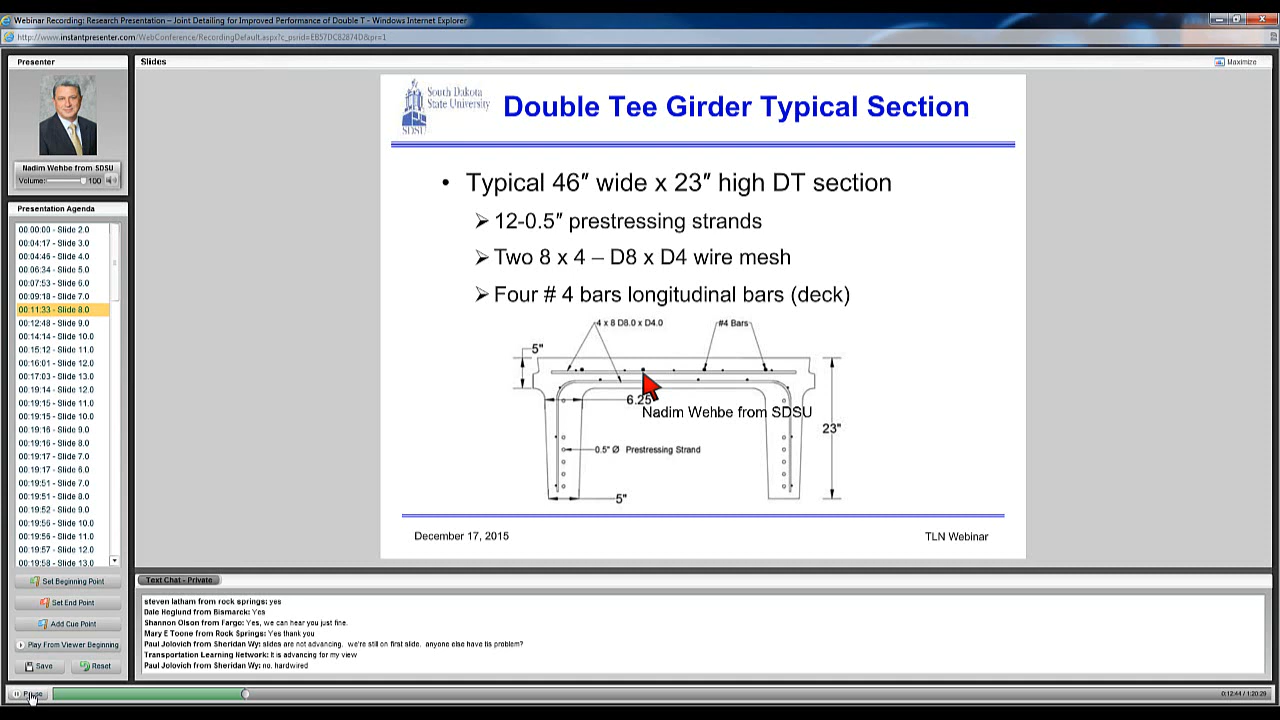 Webinar Recording: Research Presentation – Joint Detailing for Improved Performance of Double T - Windows Internet Explorer
http://www.instantpresenter.com/WebConference/RecordingDefault.aspx?c_psrid=EB57DC82874D&pr=1
Presenter
Nadim Wehbe from SDSU
Volume: 100
Presentation Agenda
00:00:00 - Slide 2.0
00:04:17 - Slide 3.0
00:04:46 - Slide 4.0
00:06:34 - Slide 5.0
00:07:53 - Slide 6.0
00:09:18 - Slide 7.0
00:11:33 - Slide 8.0
00:12:48 - Slide 9.0
00:14:14 - Slide 10.0
00:15:12 - Slide 11.0
00:16:01 - Slide 12.0
00:17:03 - Slide 13.0
00:19:14 - Slide 12.0
00:19:15 - Slide 11.0
00:19:15 - Slide 10.0
00:19:16 - Slide 9.0
00:19:16 - Slide 8.0
00:19:17 - Slide 7.0
00:19:17 - Slide 6.0
00:19:51 - Slide 7.0
00:19:51 - Slide 8.0
00:19:52 - Slide 9.0
00:19:56 - Slide 10.0
00:19:56 - Slide 11.0
00:19:57 - Slide 12.0
00:19:58 - Slide 13.0
Set Beginning Point
Set End Point
Add Cue Point
Play From Viewer Beginning
Save Reset
Pause
Slides
Maximize
South Dakota
State University
SDSU
Double Tee Girder Typical Section
• Typical 46″ wide x 23″ high DT section
➢ 12-0.5″ prestressing strands
➢ Two 8 x 4 – D8 x D4 wire mesh
➢ Four # 4 bars longitudinal bars (deck)
4 x 8 D8.0 x D4.0
#4 Bars
5"
6.25"
Nadim Wehbe from SDSU
23"
0.5" Ø Prestressing Strand
5"
December 17, 2015
TLN Webinar
Text Chat - Private
steven latham from rock springs: yes
Dale Heglund from Bismarck: Yes
Shannon Olson from Fargo: Yes, we can hear you just fine.
Mary E Toone from Rock Springs: Yes thank you
Paul Jolovich from Sheridan Wy: slides are not advancing. we're still on first slide. anyone else have tis problem?
Transportation Learning Network: It is advancing for my view
Paul Jolovich from Sheridan Wy: no. hardwired
0:12:44 / 1:20:29